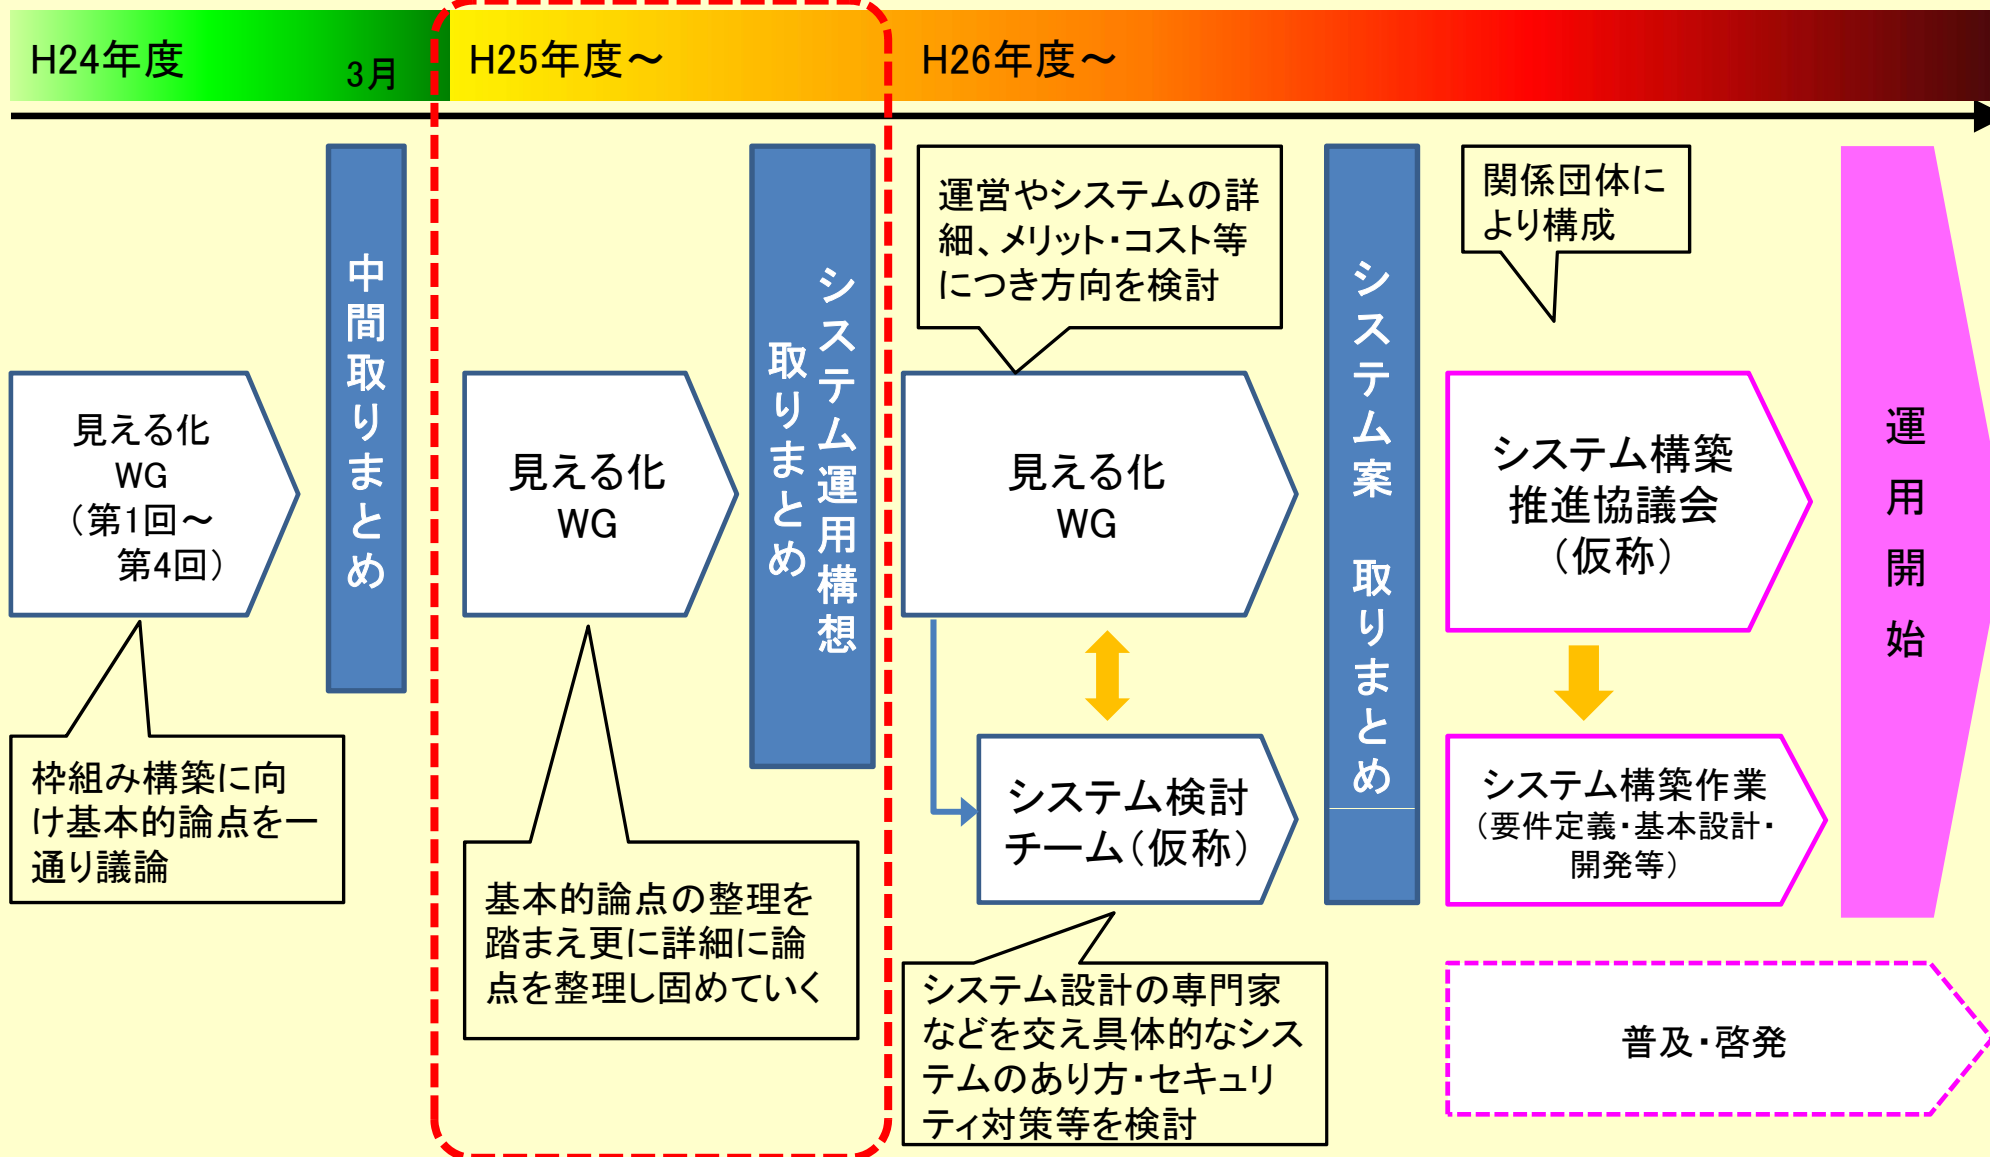 H24年度
3月
H25年度～
H26年度～
見える化
WG
（第1回～
第4回）
枠組み構築に向
け基本的論点を一
通り議論
中間取りまとめ
見える化
WG
基本的論点の整理を
踏まえ更に詳細に論
点を整理し固めていく
システム運用構想
取りまとめ
運営やシステムの詳
細、メリット・コスト等
につき方向を検討
見える化
WG
システム検討
チーム（仮称）
システム設計の専門家
などを交え具体的なシス
テムのあり方・セキュリ
ティ対策等を検討
システム案　取りまとめ
関係団体に
より構成
システム構築
推進協議会
（仮称）
システム構築作業
（要件定義・基本設計・
開発等）
普及・啓発
運用開始